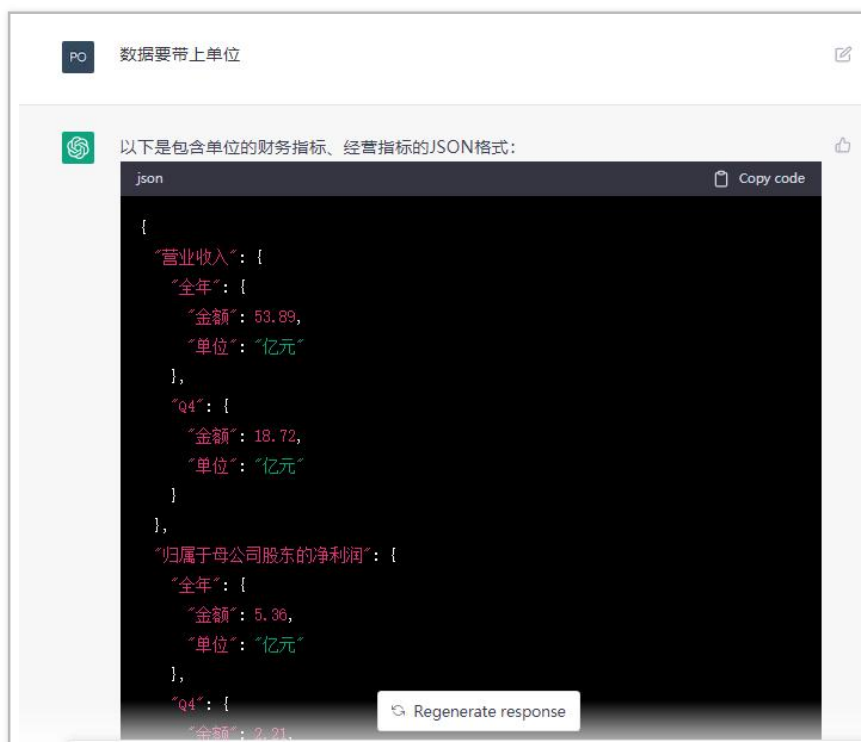 PO
数据要带上单位
以下是包含单位的财务指标、经营指标的JSON格式：
json Copy code
{
"营业收入": {
"全年": {
"金额": 53.89,
"单位": "亿元"
},
"Q4": {
"金额": 18.72,
"单位": "亿元"
}
},
"归属于母公司股东的净利润": {
"全年": {
"金额": 5.36,
"单位": "亿元"
},
"Q4": {
Regenerate response
"金额": 2.21,